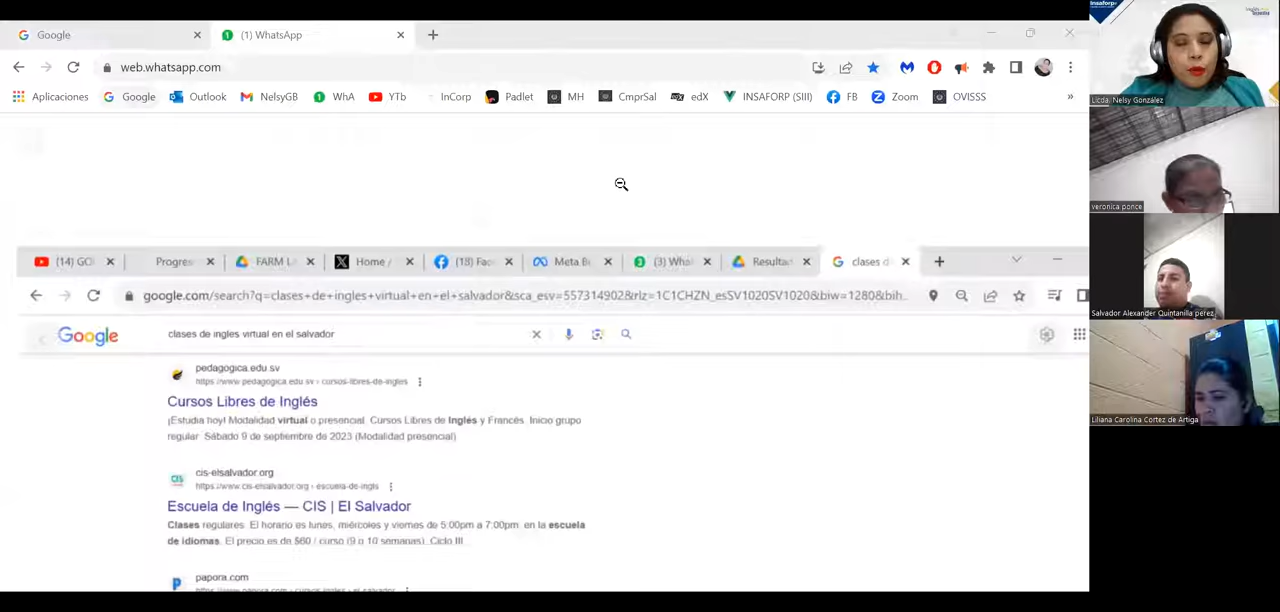 Google
(1) WhatsApp
web.whatsapp.com
Aplicaciones
Google
Outlook
NelsyGB
WhA
YTb
InCorp
Padlet
MH
CmprSal
edX
INSAFORP (SIII)
FB
Zoom
OVISSS
»
(14) GO
Progres
FARM L
Home /
(18) Fac
Meta B
(3) Wha
Resultac
clases d
google.com/search?q=clases+de+ingles+virtual+en+el+salvador&sca_esv=557314902&rlz=1C1CHZN_esSV1020SV1020&biw=1280&bih...
Google
clases de ingles virtual en el salvador
pedagogica.edu.sv
https://www.pedagogica.edu.sv › cursos-libres-de-ingles
Cursos Libres de Inglés
¡Estudia hoy! Modalidad virtual o presencial. Cursos Libres de Inglés y Francés. Inicio grupo
regular. Sábado 9 de septiembre de 2023 (Modalidad presencial)
cis-elsalvador.org
https://www.cis-elsalvador.org › escuela-de-ingls
Escuela de Inglés — CIS | El Salvador
Clases regulares. El horario es lunes, miércoles y viernes de 5:00pm a 7:00pm. en la escuela
de idiomas. El precio es de $60 / curso (9 o 10 semanas). Ciclo III
papora.com
Insaforp
Licda. Nelsy González
veronica ponce
Salvador Alexander Quintanilla perez
Liliana Carolina Cortez de Artiga